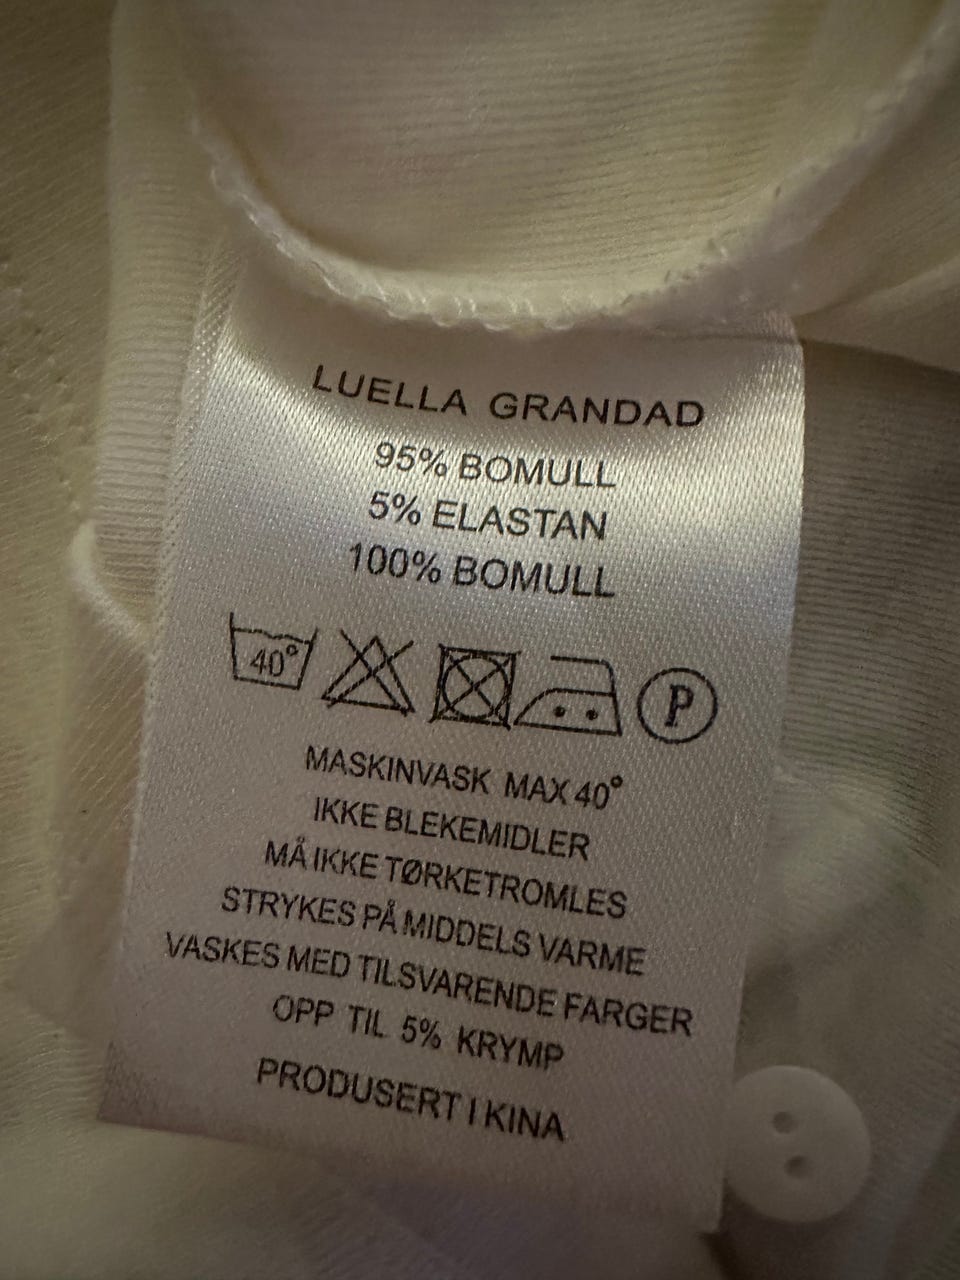 LUELLA GRANDAD
95% BOMULL
5% ELASTAN
100% BOMULL
40° P
MASKINVASK MAX 40°
IKKE BLEKEMIDLER
MÅ IKKE TØRKETROMLES
STRYKES PÅ MIDDELS VARME
VASKES MED TILSVARENDE FARGER
OPP TIL 5% KRYMP
PRODUSERT I KINA